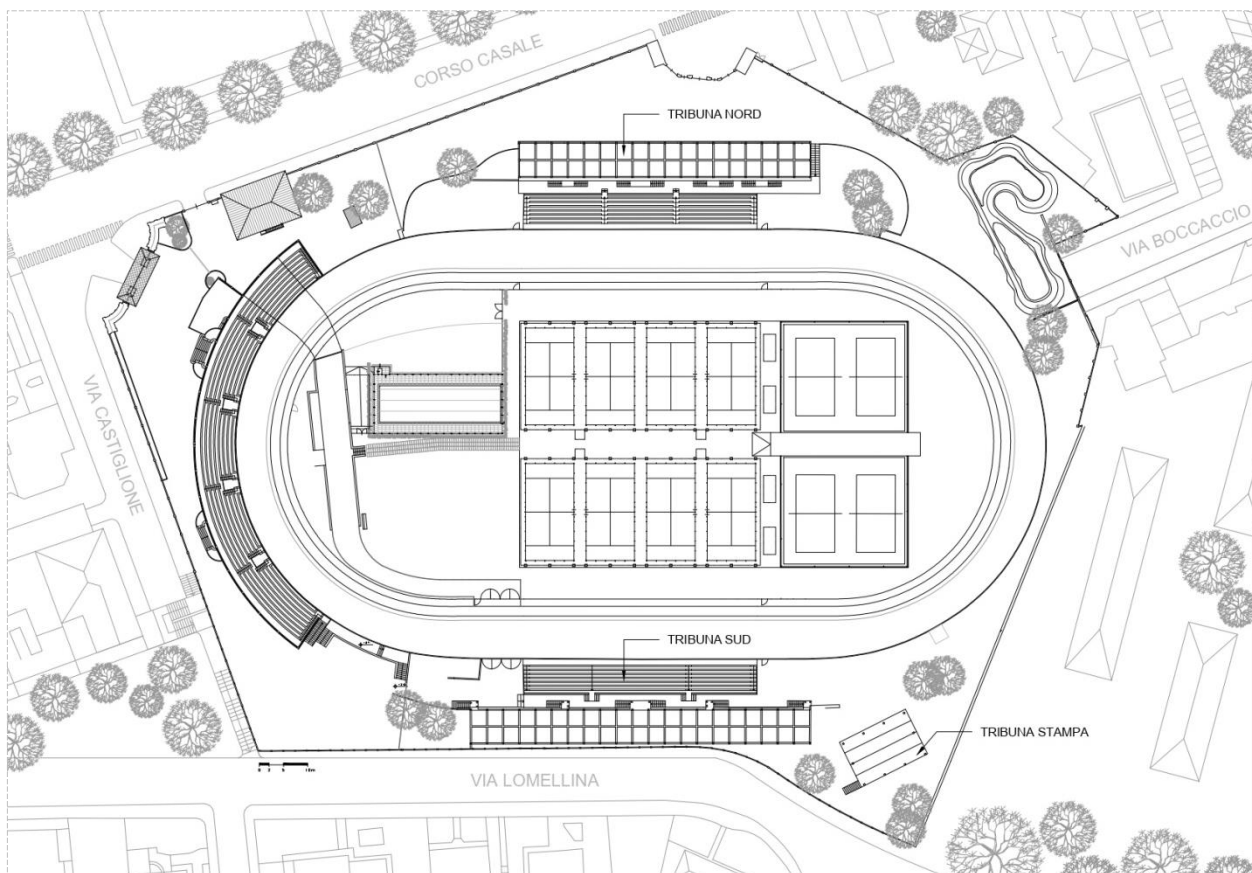 CORSO CASALE
TRIBUNA NORD
VIA BOCCACCIO
VIA CASTIGLIONE
TRIBUNA SUD
TRIBUNA STAMPA
VIA LOMELLINA